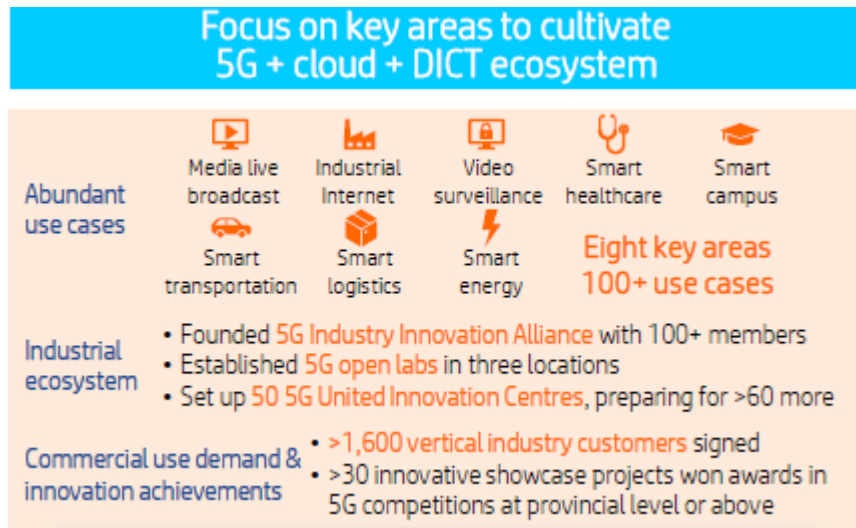 Focus on key areas to cultivate
5G + cloud + DICT ecosystem
Abundant
use cases
Media live
broadcast
Industrial
Internet
Video
surveillance
Smart
healthcare
Smart
campus
Smart
transportation
Smart
logistics
Smart
energy
Eight key areas
100+ use cases
Industrial
ecosystem
• Founded 5G Industry Innovation Alliance with 100+ members
• Established 5G open labs in three locations
• Set up 50 5G United Innovation Centres, preparing for >60 more
Commercial use demand &
innovation achievements
• >1,600 vertical industry customers signed
• >30 innovative showcase projects won awards in
5G competitions at provincial level or above